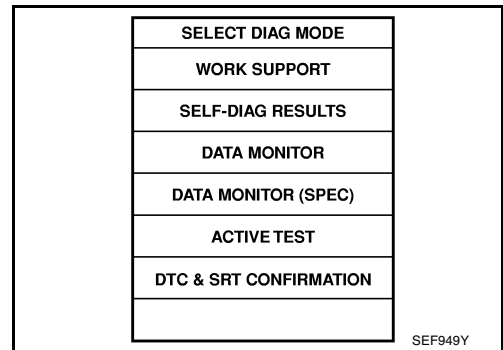 SELECT DIAG MODE
WORK SUPPORT
SELF-DIAG RESULTS
DATA MONITOR
DATA MONITOR (SPEC)
ACTIVE TEST
DTC & SRT CONFIRMATION
SEF949Y